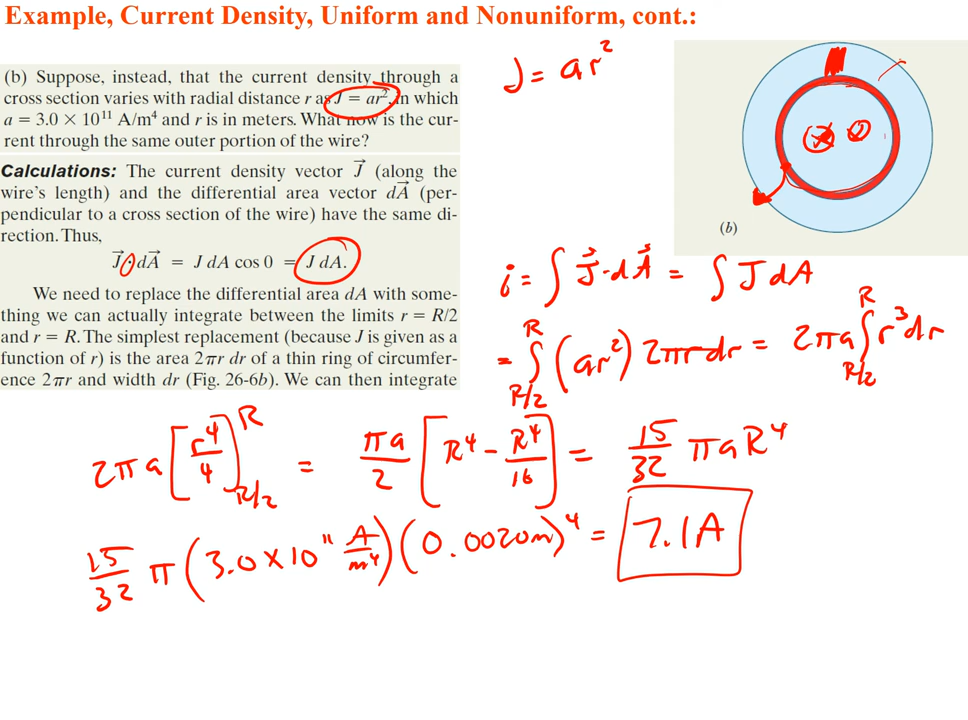 Example, Current Density, Uniform and Nonuniform, cont.:
(b) Suppose, instead, that the current density through a
cross section varies with radial distance r as J = ar², in which
a = 3.0 × 10¹¹ A/m⁴ and r is in meters. What now is the cur-
rent through the same outer portion of the wire?
Calculations: The current density vector J⃗ (along the
wire's length) and the differential area vector dA⃗ (per-
pendicular to a cross section of the wire) have the same di-
rection. Thus,
J⃗ · dA⃗ = J dA cos 0 = J dA.
We need to replace the differential area dA with some-
thing we can actually integrate between the limits r = R/2
and r = R. The simplest replacement (because J is given as a
function of r) is the area 2πr dr of a thin ring of circumfer-
ence 2πr and width dr (Fig. 26-6b). We can then integrate
J = ar²
(b)
i = ∫ J⃗ · dA⃗ = ∫ J dA
= ∫_{R/2}^{R} (ar²) 2πr dr = 2πa ∫_{R/2}^{R} r³ dr
2πa [r⁴/4]_{R/2}^{R} = πa/2 [R⁴ − R⁴/16] = 15/32 πaR⁴
15/32 π (3.0 × 10¹¹ A/m⁴) (0.0020m)⁴ = 7.1A